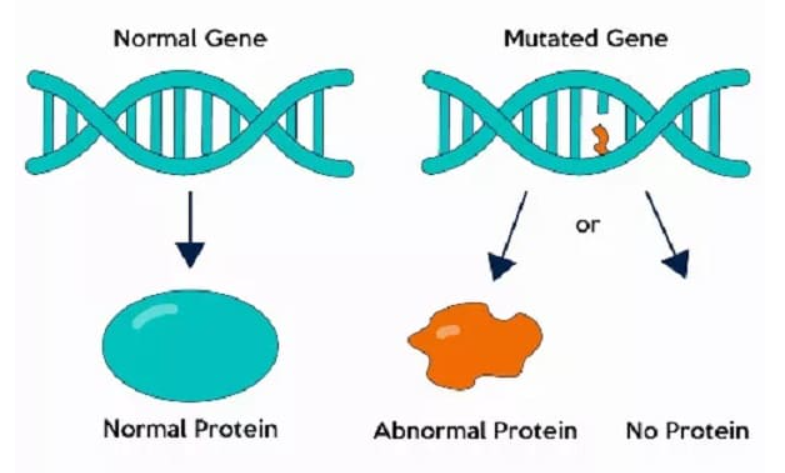 Normal Gene
Mutated Gene
or
Normal Protein
Abnormal Protein
No Protein